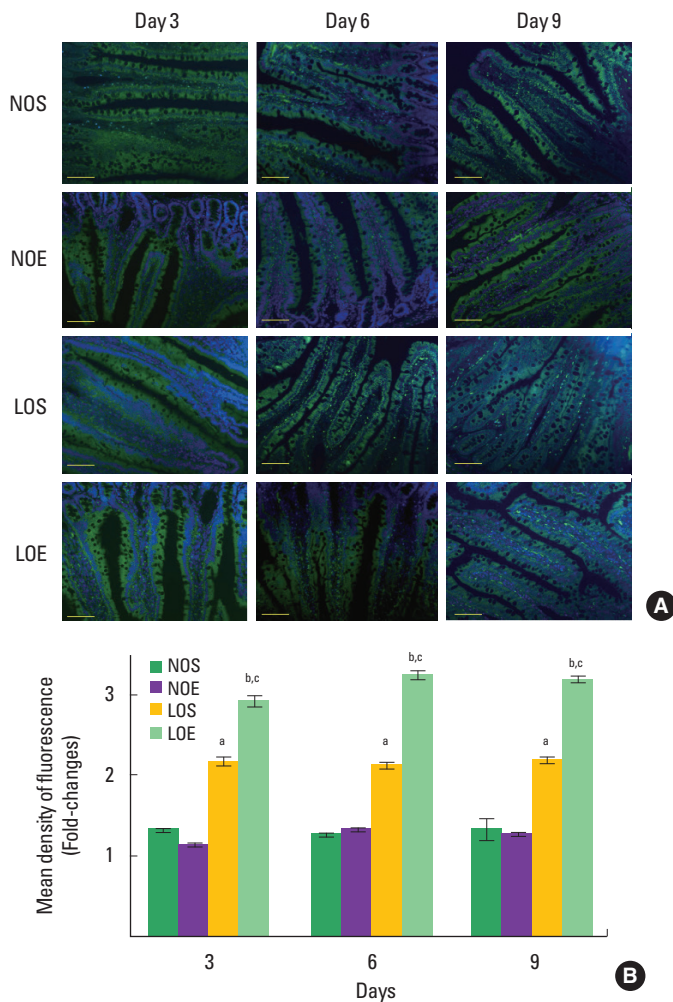 Day 3 Day 6 Day 9
NOS
NOE
LOS
LOE
A
NOS
NOE
LOS
LOE
Mean density of fluorescence
(Fold-changes)
3
2
1
a
b,c
a
b,c
a
b,c
3 6 9
Days
B